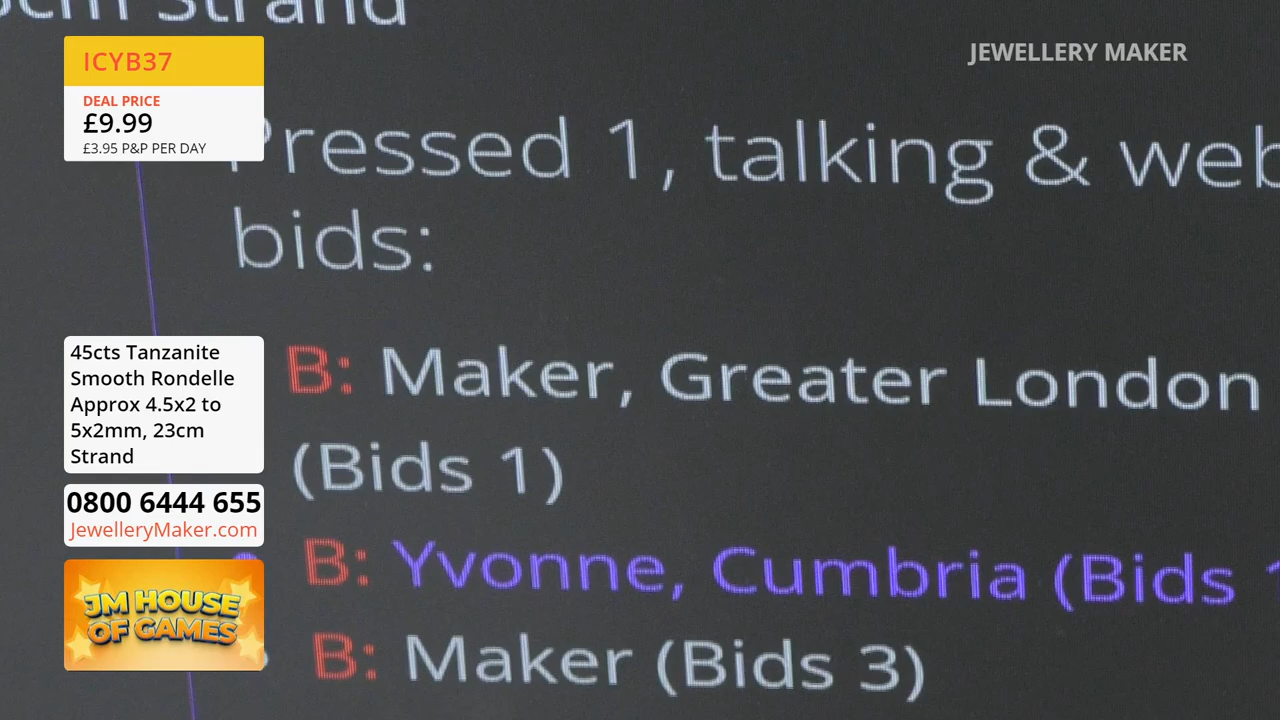 cm Strand
ICYB37
JEWELLERY MAKER
DEAL PRICE
£9.99
£3.95 P&P PER DAY
Pressed 1, talking & web
bids:
45cts Tanzanite
Smooth Rondelle
Approx 4.5x2 to
5x2mm, 23cm
Strand
B: Maker, Greater London
(Bids 1)
0800 6444 655
JewelleryMaker.com
B: Yvonne, Cumbria (Bids
JM HOUSE
OF GAMES
B: Maker (Bids 3)